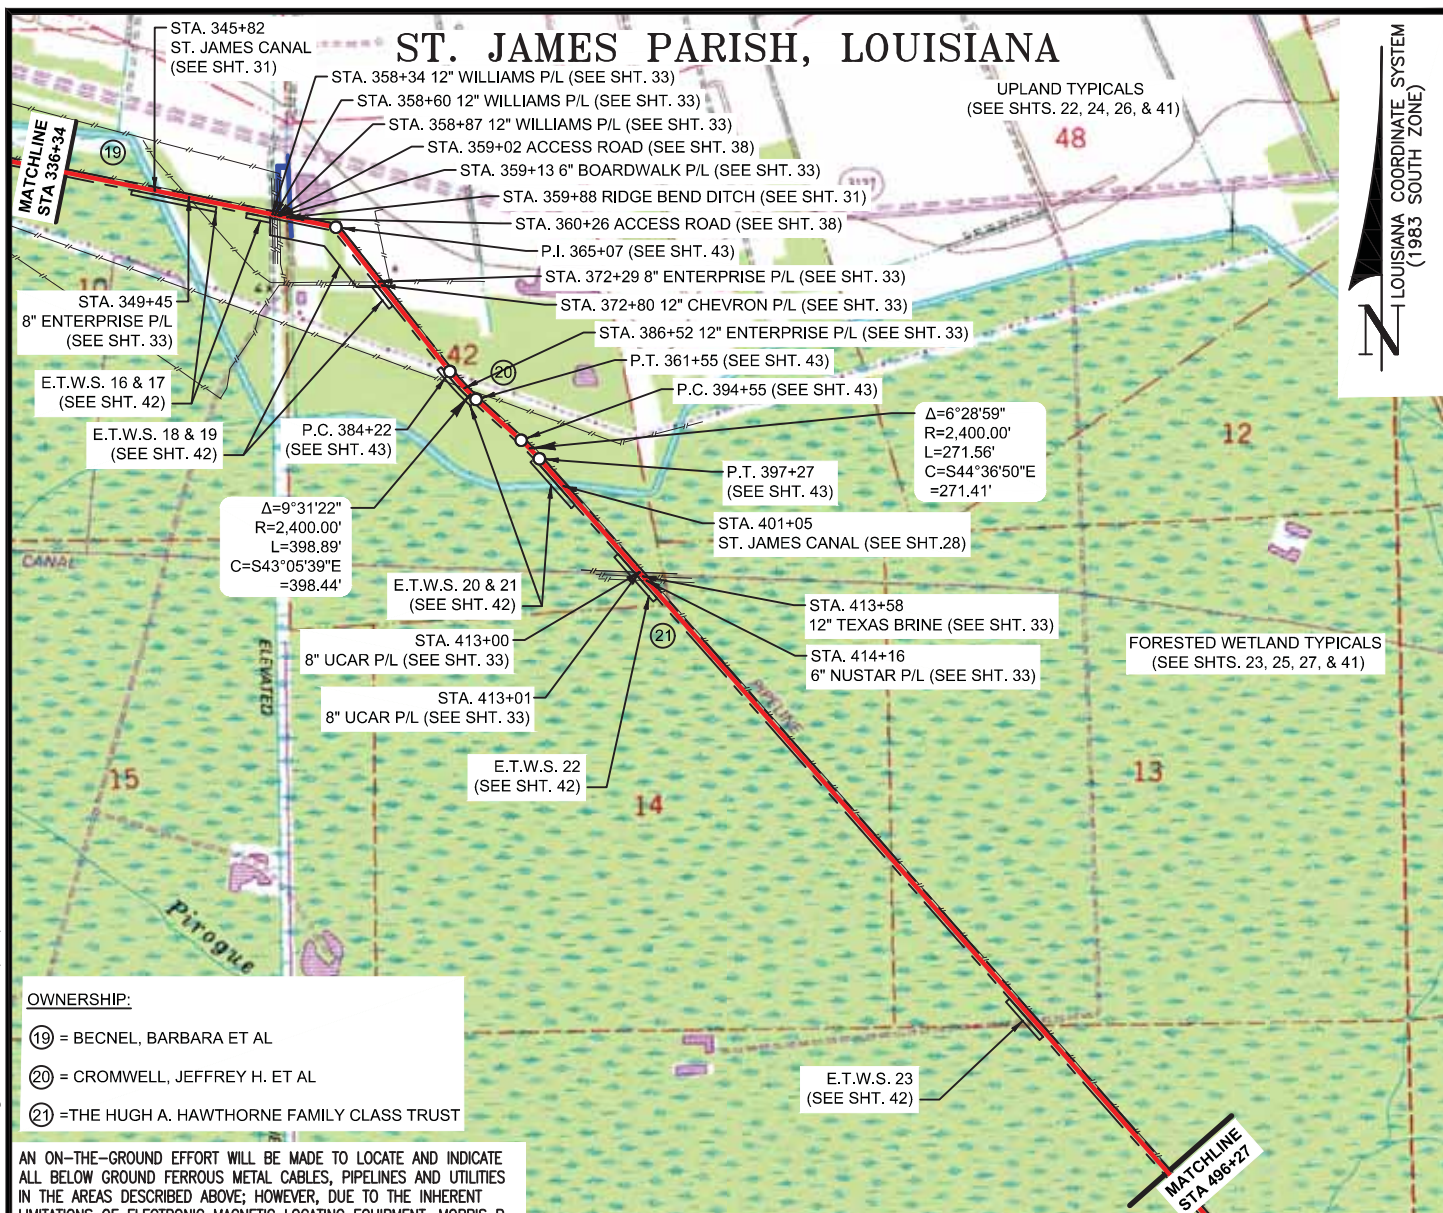 ST. JAMES PARISH, LOUISIANA
STA. 345+82
ST. JAMES CANAL
(SEE SHT. 31)
STA. 358+34 12" WILLIAMS P/L (SEE SHT. 33)
STA. 358+60 12" WILLIAMS P/L (SEE SHT. 33)
STA. 358+87 12" WILLIAMS P/L (SEE SHT. 33)
STA. 359+02 ACCESS ROAD (SEE SHT. 38)
STA. 359+13 6" BOARDWALK P/L (SEE SHT. 33)
STA. 359+88 RIDGE BEND DITCH (SEE SHT. 31)
STA. 360+26 ACCESS ROAD (SEE SHT. 38)
P.I. 365+07 (SEE SHT. 43)
STA. 372+29 8" ENTERPRISE P/L (SEE SHT. 33)
STA. 372+80 12" CHEVRON P/L (SEE SHT. 33)
STA. 386+52 12" ENTERPRISE P/L (SEE SHT. 33)
P.T. 361+55 (SEE SHT. 43)
P.C. 394+55 (SEE SHT. 43)
UPLAND TYPICALS
(SEE SHTS. 22, 24, 26, & 41)
48
3127
LOUISIANA COORDINATE SYSTEM
(1983 SOUTH ZONE)
N
MATCHLINE
STA 336+34
19
10
STA. 349+45
8" ENTERPRISE P/L
(SEE SHT. 33)
E.T.W.S. 16 & 17
(SEE SHT. 42)
E.T.W.S. 18 & 19
(SEE SHT. 42)
42
20
P.C. 384+22
(SEE SHT. 43)
Δ=6°28'59"
R=2,400.00'
L=271.56'
C=S44°36'50"E
=271.41'
12
P.T. 397+27
(SEE SHT. 43)
Δ=9°31'22"
R=2,400.00'
L=398.89'
C=S43°05'39"E
=398.44'
STA. 401+05
ST. JAMES CANAL (SEE SHT.28)
CANAL
E.T.W.S. 20 & 21
(SEE SHT. 42)
STA. 413+58
12" TEXAS BRINE (SEE SHT. 33)
STA. 413+00
8" UCAR P/L (SEE SHT. 33)
21
STA. 414+16
6" NUSTAR P/L (SEE SHT. 33)
FORESTED WETLAND TYPICALS
(SEE SHTS. 23, 25, 27, & 41)
STA. 413+01
8" UCAR P/L (SEE SHT. 33)
ELEVATED
PIPELINE
E.T.W.S. 22
(SEE SHT. 42)
15
14
13
Pirogue
OWNERSHIP:
19 = BECNEL, BARBARA ET AL
20 = CROMWELL, JEFFREY H. ET AL
21 =THE HUGH A. HAWTHORNE FAMILY CLASS TRUST
E.T.W.S. 23
(SEE SHT. 42)
MATCHLINE
STA 496+27
AN ON-THE-GROUND EFFORT WILL BE MADE TO LOCATE AND INDICATE
ALL BELOW GROUND FERROUS METAL CABLES, PIPELINES AND UTILITIES
IN THE AREAS DESCRIBED ABOVE; HOWEVER, DUE TO THE INHERENT
LIMITATIONS OF ELECTRONIC MAGNETIC LOCATING EQUIPMENT, MORRIS P.